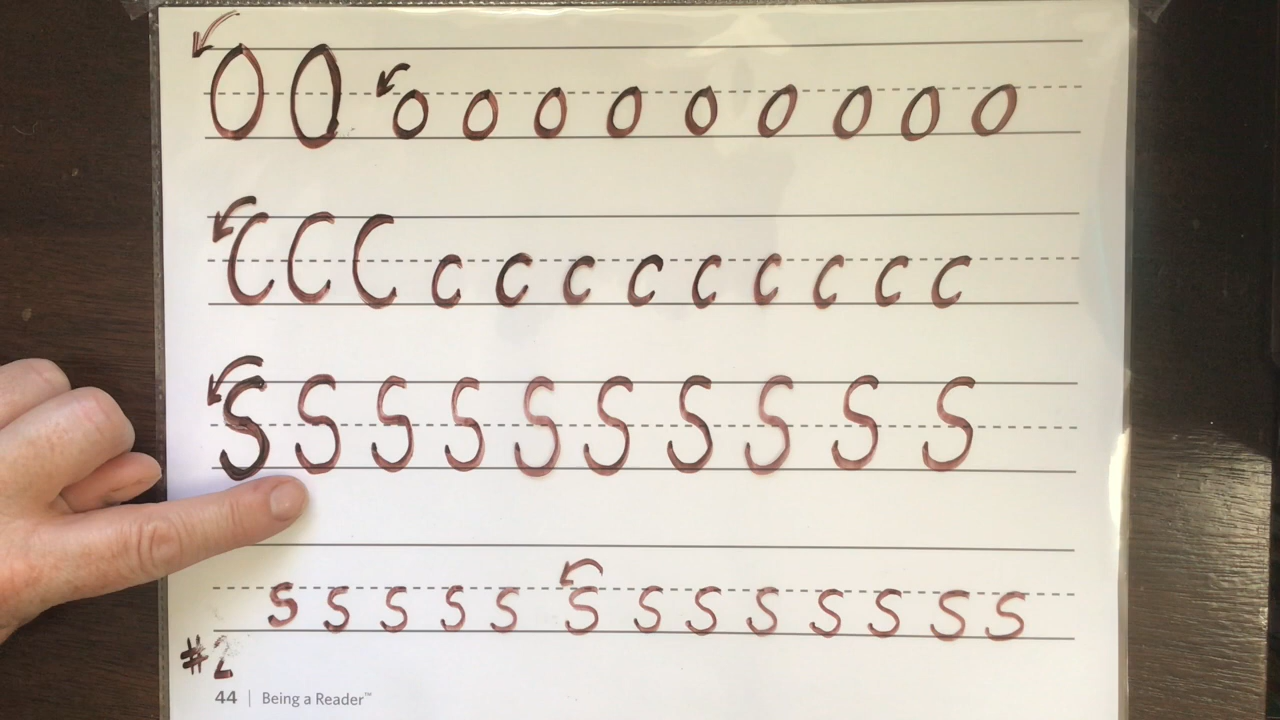 O O o o o o o o o o o
C C C c c c c c c c c c
S S S S S S S S S S
s s s s s s s s s s s s s
#2
44 | Being a Reader™